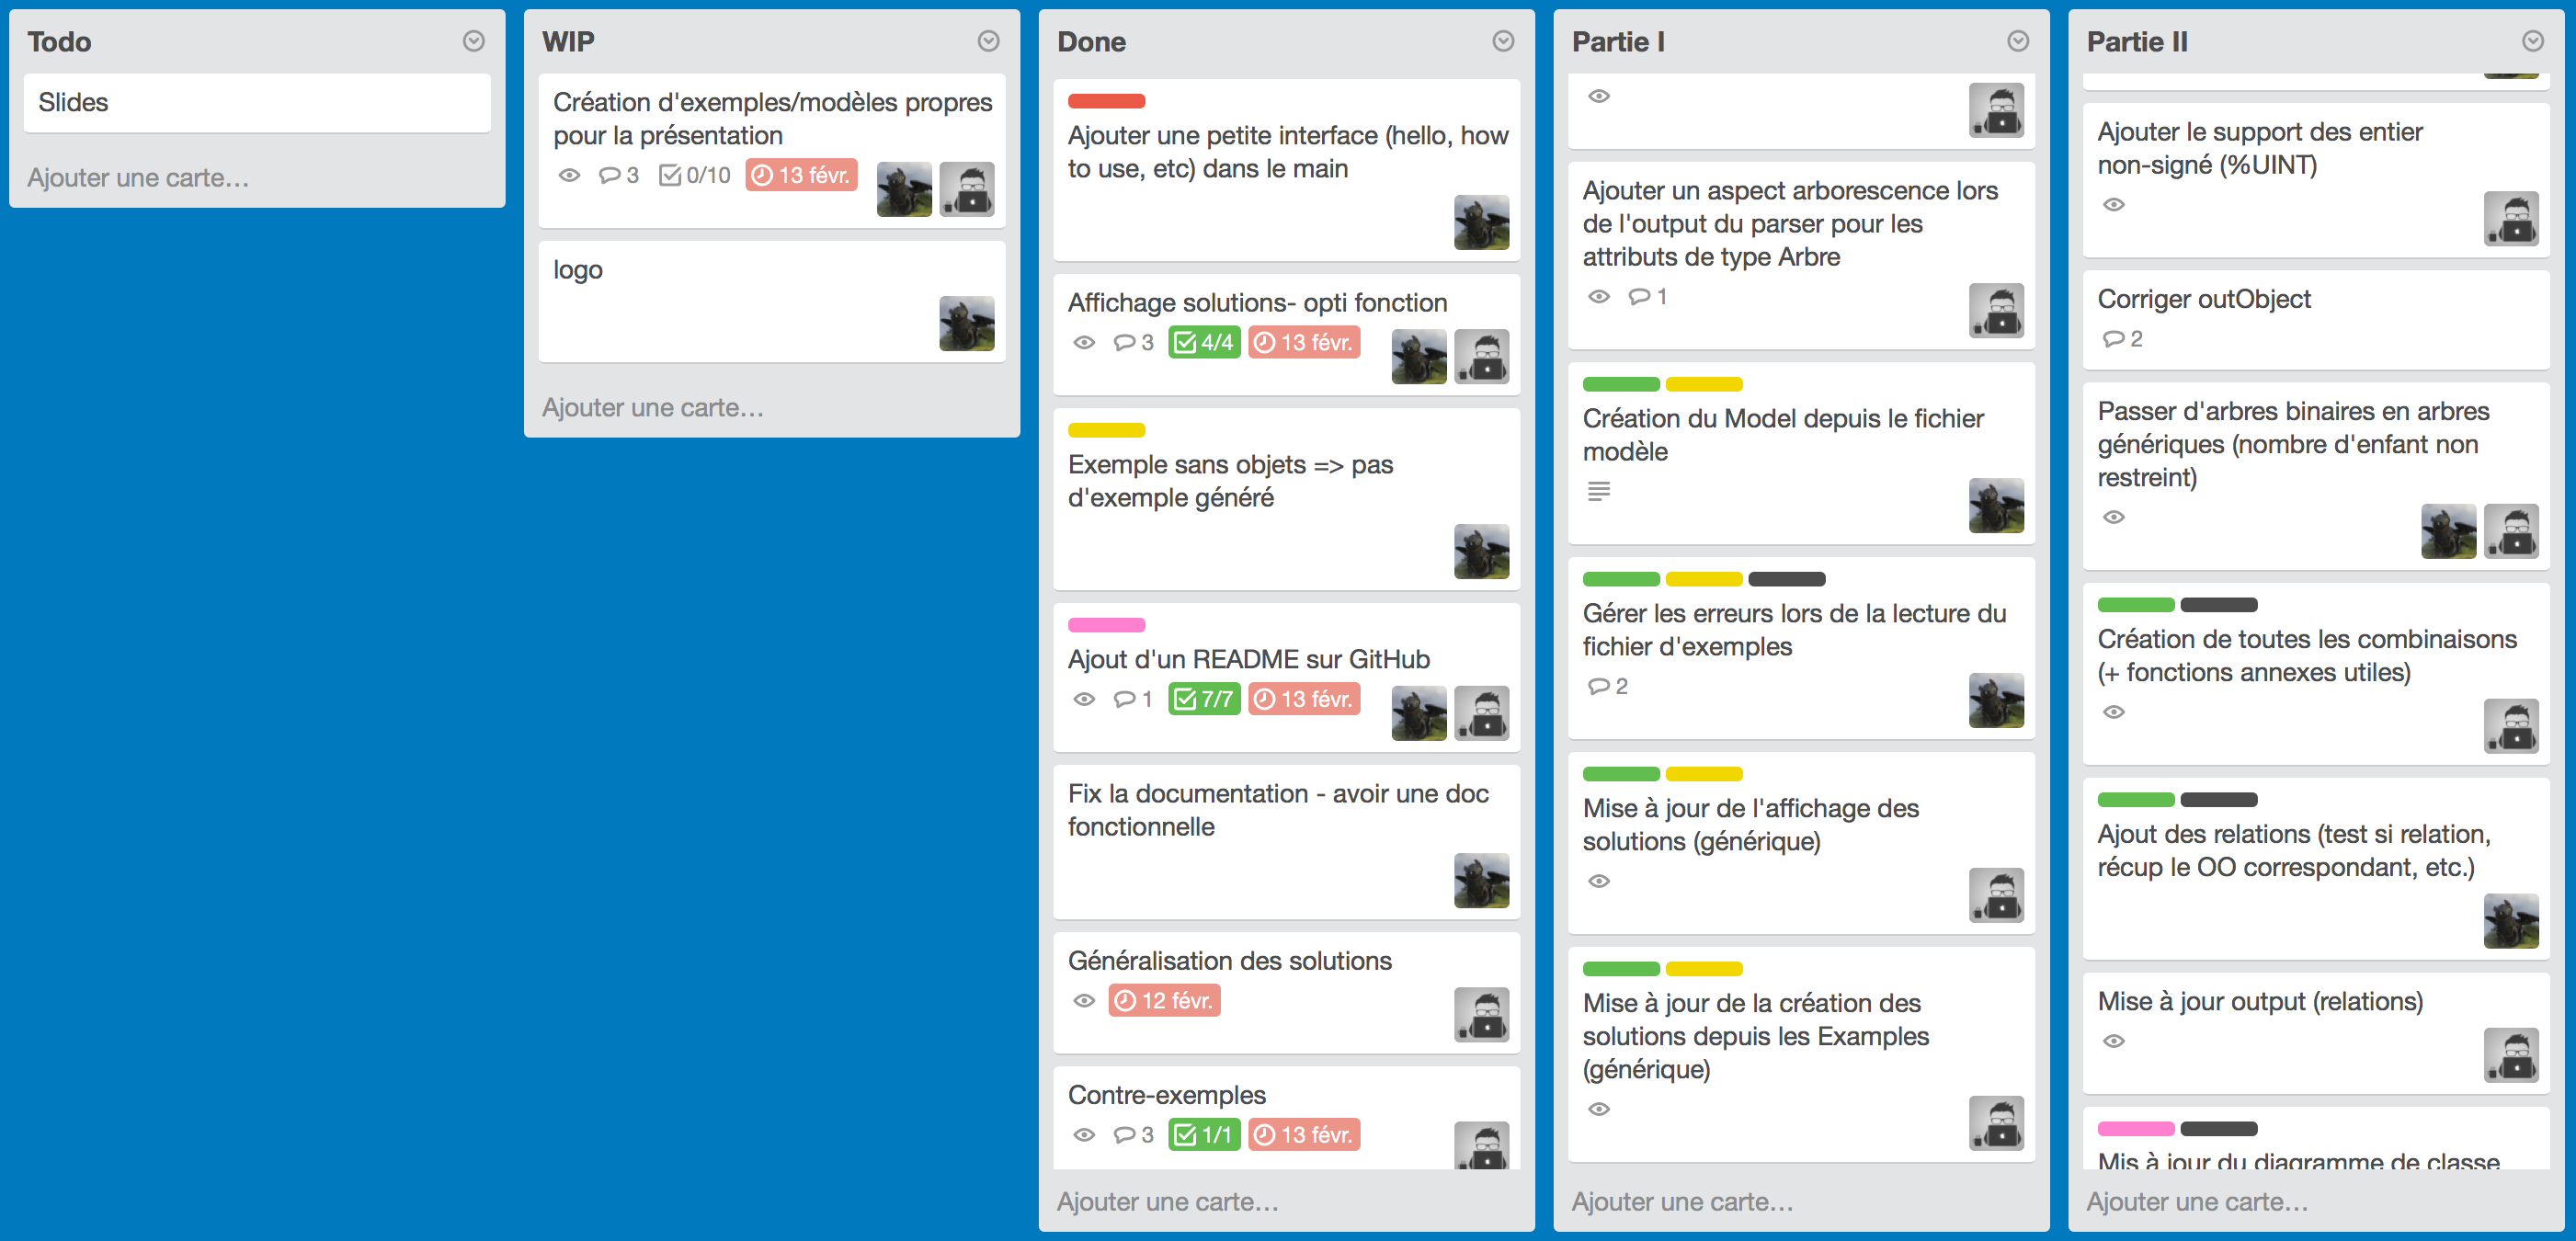 Todo
Slides
Ajouter une carte…
WIP
Création d'exemples/modèles propres
pour la présentation
3 0/10 13 févr.
logo
Ajouter une carte…
Done
Ajouter une petite interface (hello, how
to use, etc) dans le main
Affichage solutions- opti fonction
3 4/4 13 févr.
Exemple sans objets => pas
d'exemple généré
Ajout d'un README sur GitHub
1 7/7 13 févr.
Fix la documentation - avoir une doc
fonctionnelle
Généralisation des solutions
12 févr.
Contre-exemples
3 1/1 13 févr.
Ajouter une carte…
Partie I
Ajouter un aspect arborescence lors
de l'output du parser pour les
attributs de type Arbre
1
Création du Model depuis le fichier
modèle
Gérer les erreurs lors de la lecture du
fichier d'exemples
2
Mise à jour de l'affichage des
solutions (générique)
Mise à jour de la création des
solutions depuis les Examples
(générique)
Ajouter une carte…
Partie II
Ajouter le support des entier
non-signé (%UINT)
Corriger outObject
2
Passer d'arbres binaires en arbres
génériques (nombre d'enfant non
restreint)
Création de toutes les combinaisons
(+ fonctions annexes utiles)
Ajout des relations (test si relation,
récup le OO correspondant, etc.)
Mise à jour output (relations)
Mis à jour du diagramme de classe
Ajouter une carte…